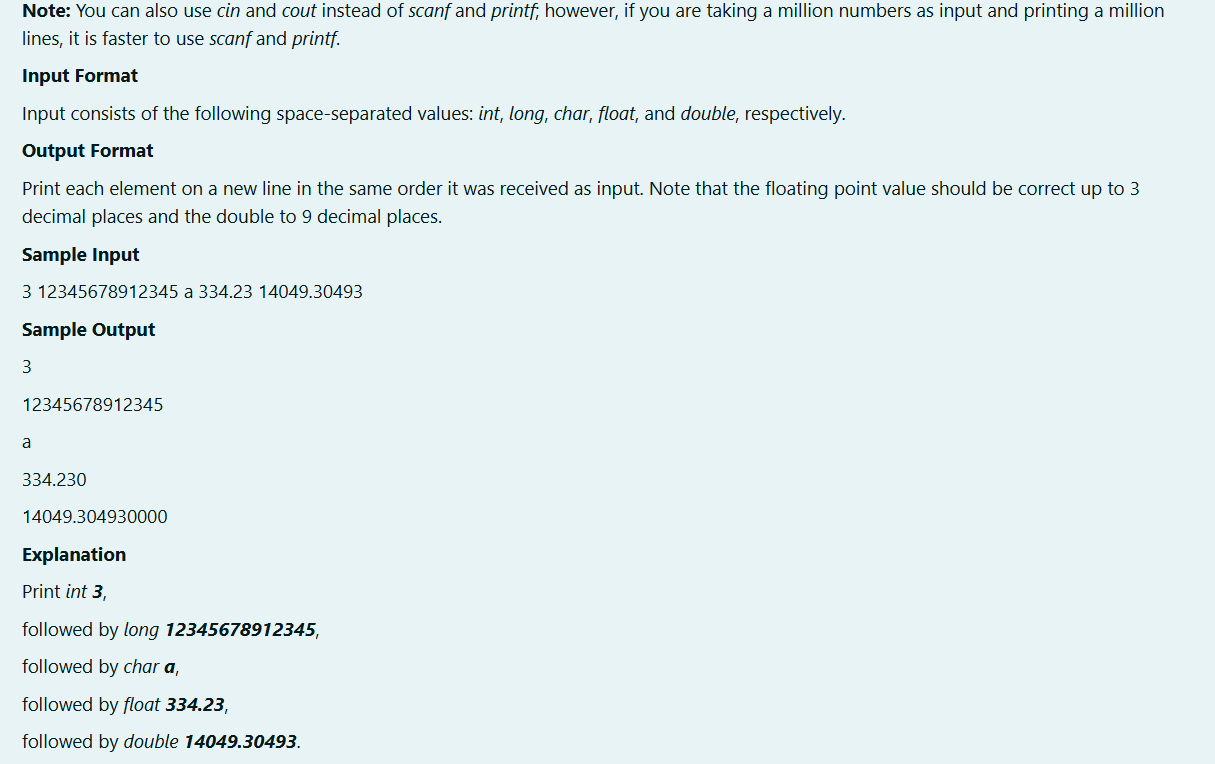 Note: You can also use cin and cout instead of scanf and printf; however, if you are taking a million numbers as input and printing a million
lines, it is faster to use scanf and printf.
Input Format
Input consists of the following space-separated values: int, long, char, float, and double, respectively.
Output Format
Print each element on a new line in the same order it was received as input. Note that the floating point value should be correct up to 3
decimal places and the double to 9 decimal places.
Sample Input
3 12345678912345 a 334.23 14049.30493
Sample Output
3
12345678912345
a
334.230
14049.304930000
Explanation
Print int 3,
followed by long 12345678912345,
followed by char a,
followed by float 334.23,
followed by double 14049.30493.